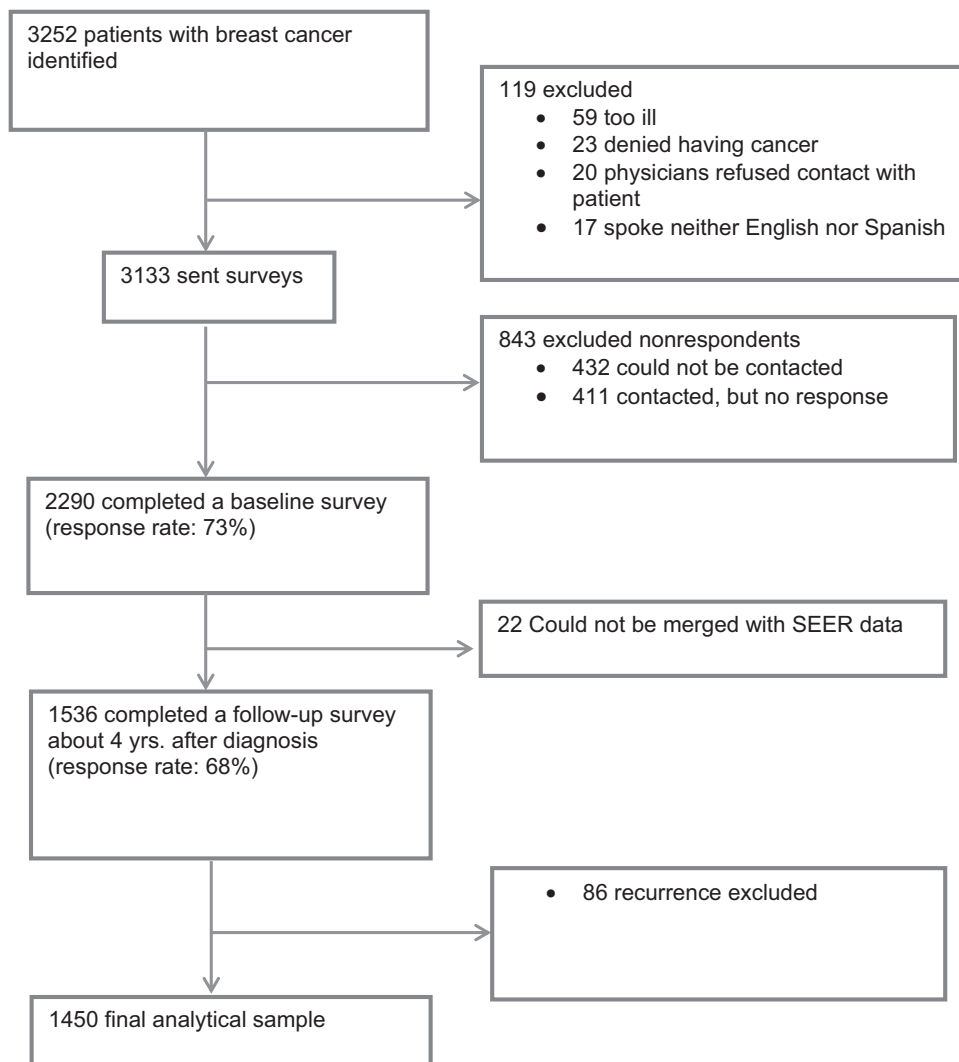 3252 patients with breast cancer
identified
119 excluded
• 59 too ill
• 23 denied having cancer
• 20 physicians refused contact with
patient
• 17 spoke neither English nor Spanish
3133 sent surveys
843 excluded nonrespondents
• 432 could not be contacted
• 411 contacted, but no response
2290 completed a baseline survey
(response rate: 73%)
22 Could not be merged with SEER data
1536 completed a follow-up survey
about 4 yrs. after diagnosis
(response rate: 68%)
• 86 recurrence excluded
1450 final analytical sample